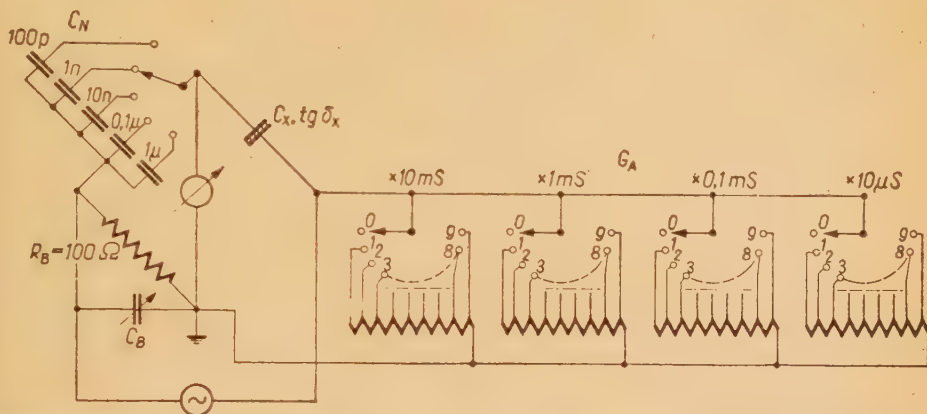 C_N
100p
1n
10n
0,1μ
1μ
C_x, tg δ_x
R_B=100Ω
C_B
G_A
×10mS ×1mS ×0,1mS ×10μS
0 1 2 3 8 9
0 1 2 3 8 9
0 1 2 3 8 9
0 1 2 3 8 9